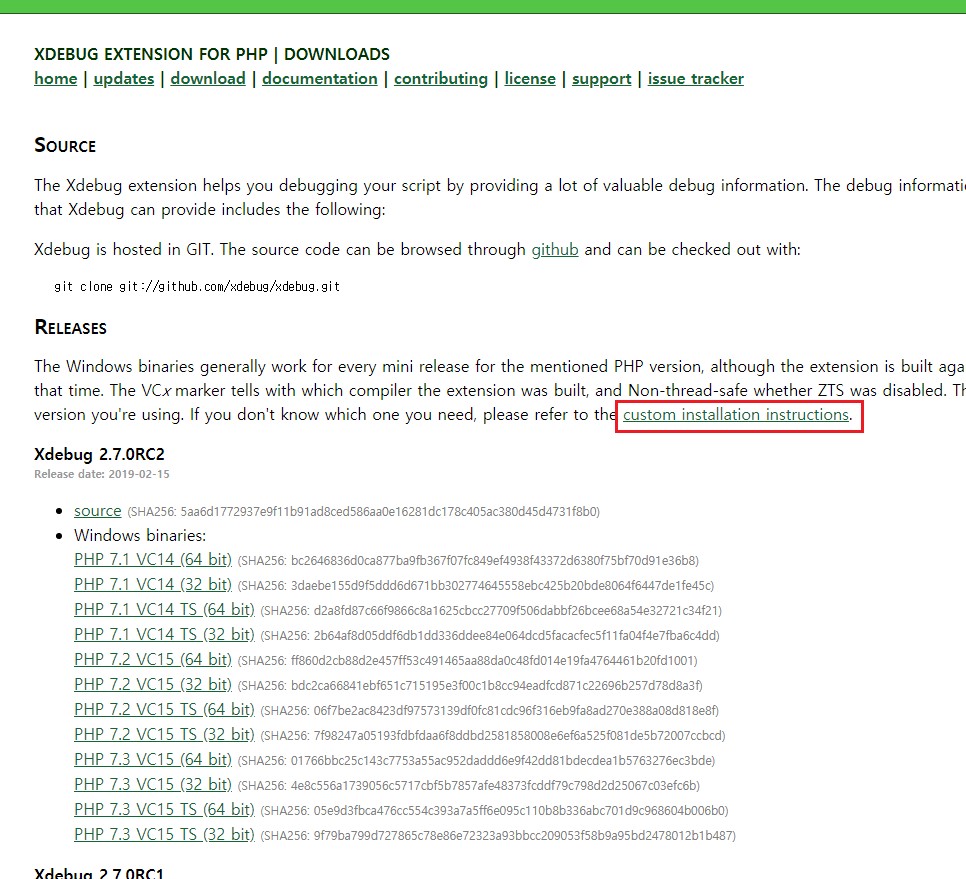 XDEBUG EXTENSION FOR PHP | DOWNLOADS
home | updates | download | documentation | contributing | license | support | issue tracker
SOURCE
The Xdebug extension helps you debugging your script by providing a lot of valuable debug information. The debug informati
that Xdebug can provide includes the following:
Xdebug is hosted in GIT. The source code can be browsed through github and can be checked out with:
git clone git://github.com/xdebug/xdebug.git
RELEASES
The Windows binaries generally work for every mini release for the mentioned PHP version, although the extension is built aga
that time. The VCx marker tells with which compiler the extension was built, and Non-thread-safe whether ZTS was disabled. Th
version you're using. If you don't know which one you need, please refer to the custom installation instructions.
Xdebug 2.7.0RC2
Release date: 2019-02-15
• source (SHA256: 5aa6d1772937e9f11b91ad8ced586aa0e16281dc178c405ac380d45d4731f8b0)
• Windows binaries:
PHP 7.1 VC14 (64 bit) (SHA256: bc2646836d0ca877ba9fb367f07fc849ef4938f43372d6380f75bf70d91e36b8)
PHP 7.1 VC14 (32 bit) (SHA256: 3daebe155d9f5ddd6d671bb302774645558ebc425b20bde8064f6447de1fe45c)
PHP 7.1 VC14 TS (64 bit) (SHA256: d2a8fd87c66f9866c8a1625cbcc27709f506dabbf26bcee68a54e32721c34f21)
PHP 7.1 VC14 TS (32 bit) (SHA256: 2b64af8d05ddf6db1dd336ddee84e064dcd5facacfec5f11fa04f4e7fba6c4dd)
PHP 7.2 VC15 (64 bit) (SHA256: ff860d2cb88d2e457ff53c491465aa88da0c48fd014e19fa4764461b20fd1001)
PHP 7.2 VC15 (32 bit) (SHA256: bdc2ca66841ebf651c715195e3f00c1b8cc94eadfcd871c22696b257d78d8a3f)
PHP 7.2 VC15 TS (64 bit) (SHA256: 06f7be2ac8423df97573139df0fc81cdc96f316eb9fa8ad270e388a08d818e8f)
PHP 7.2 VC15 TS (32 bit) (SHA256: 7f98247a05193fdbfdaa6f8ddbd2581858008e6ef6a525f081de5b72007ccbcd)
PHP 7.3 VC15 (64 bit) (SHA256: 01766bbc25c143c7753a55ac952daddd6e9f42dd81bdecdea1b5763276ec3bde)
PHP 7.3 VC15 (32 bit) (SHA256: 4e8c556a1739056c5717cbf5b7857afe48373fcddf79c798d2d25067c03efc6b)
PHP 7.3 VC15 TS (64 bit) (SHA256: 05e9d3fbca476cc554c393a7a5ff6e095c110b8b336abc701d9c968604b006b0)
PHP 7.3 VC15 TS (32 bit) (SHA256: 9f79ba799d727865c78e86e72323a93bbcc209053f58b9a95bd2478012b1b487)
Xdebug 2.7.0RC1